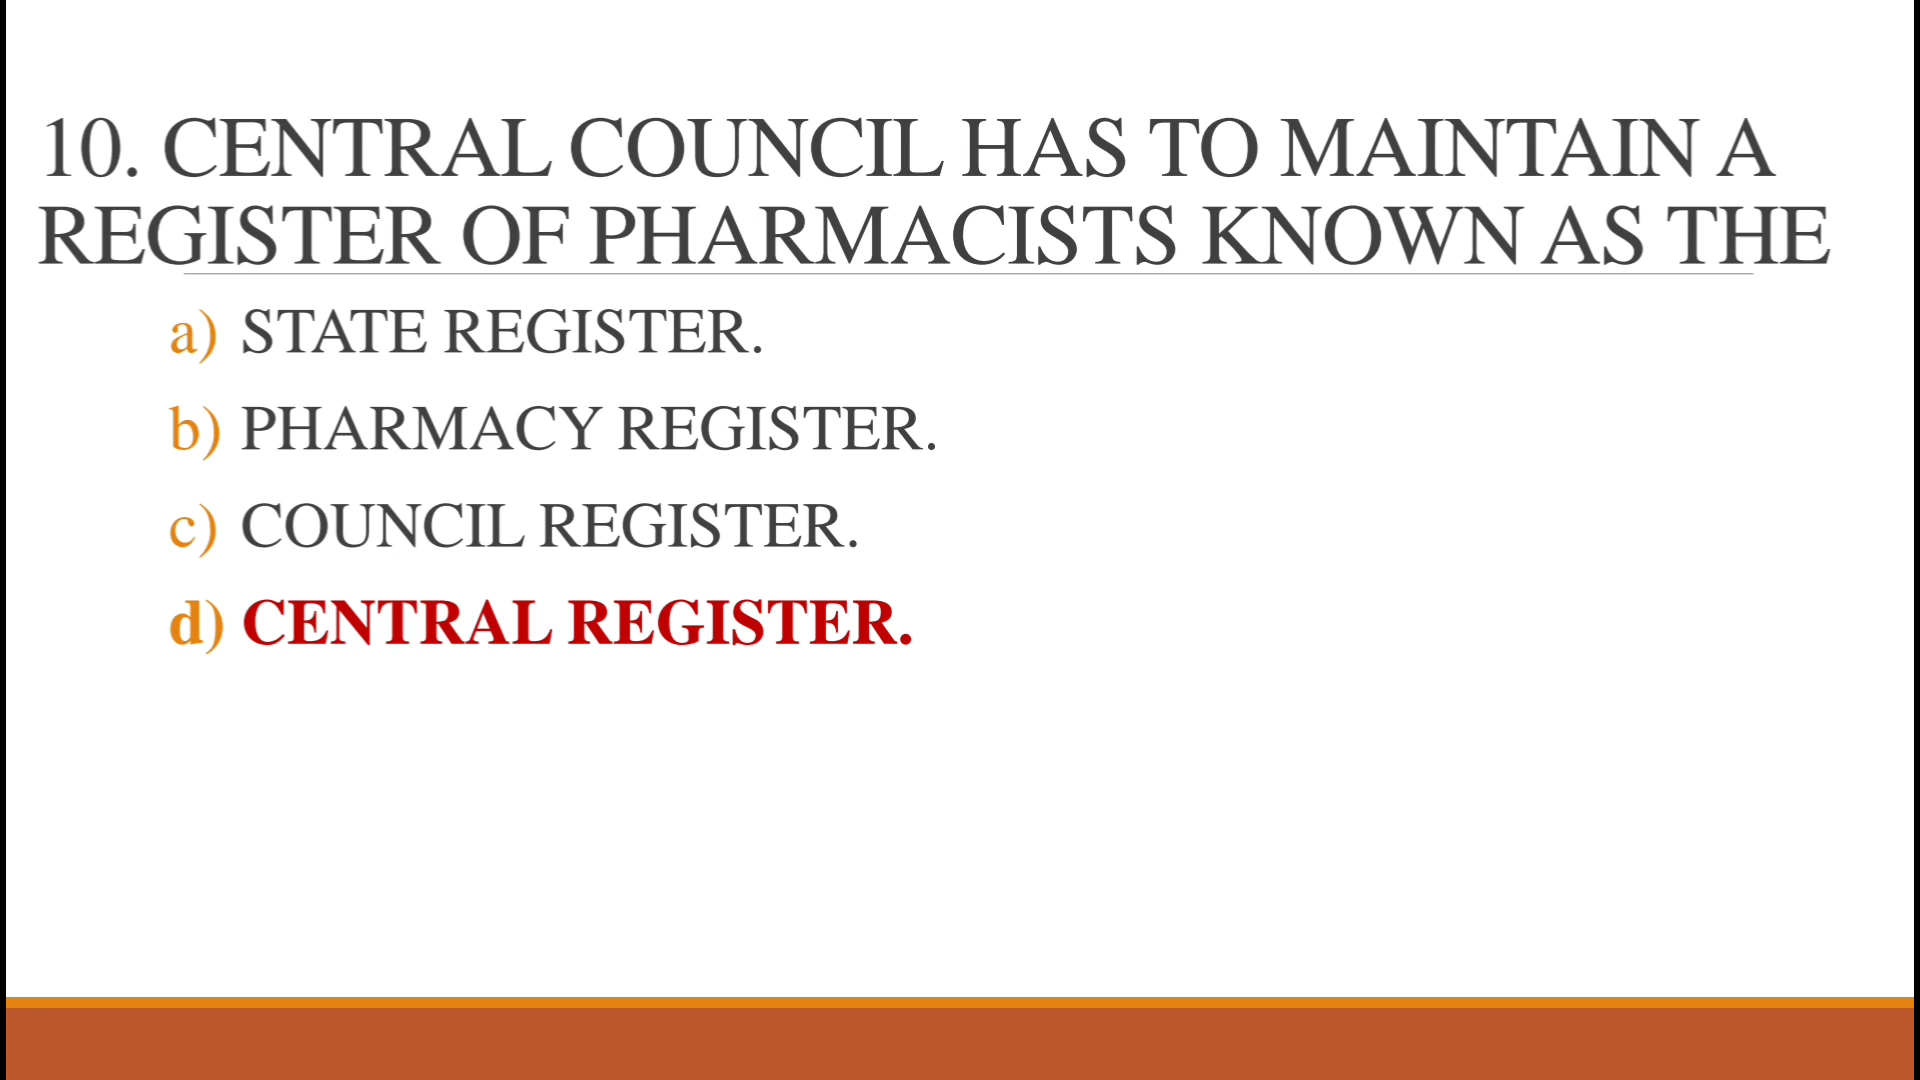 10. CENTRAL COUNCIL HAS TO MAINTAIN A
REGISTER OF PHARMACISTS KNOWN AS THE
a) STATE REGISTER.
b) PHARMACY REGISTER.
c) COUNCIL REGISTER.
d) CENTRAL REGISTER.